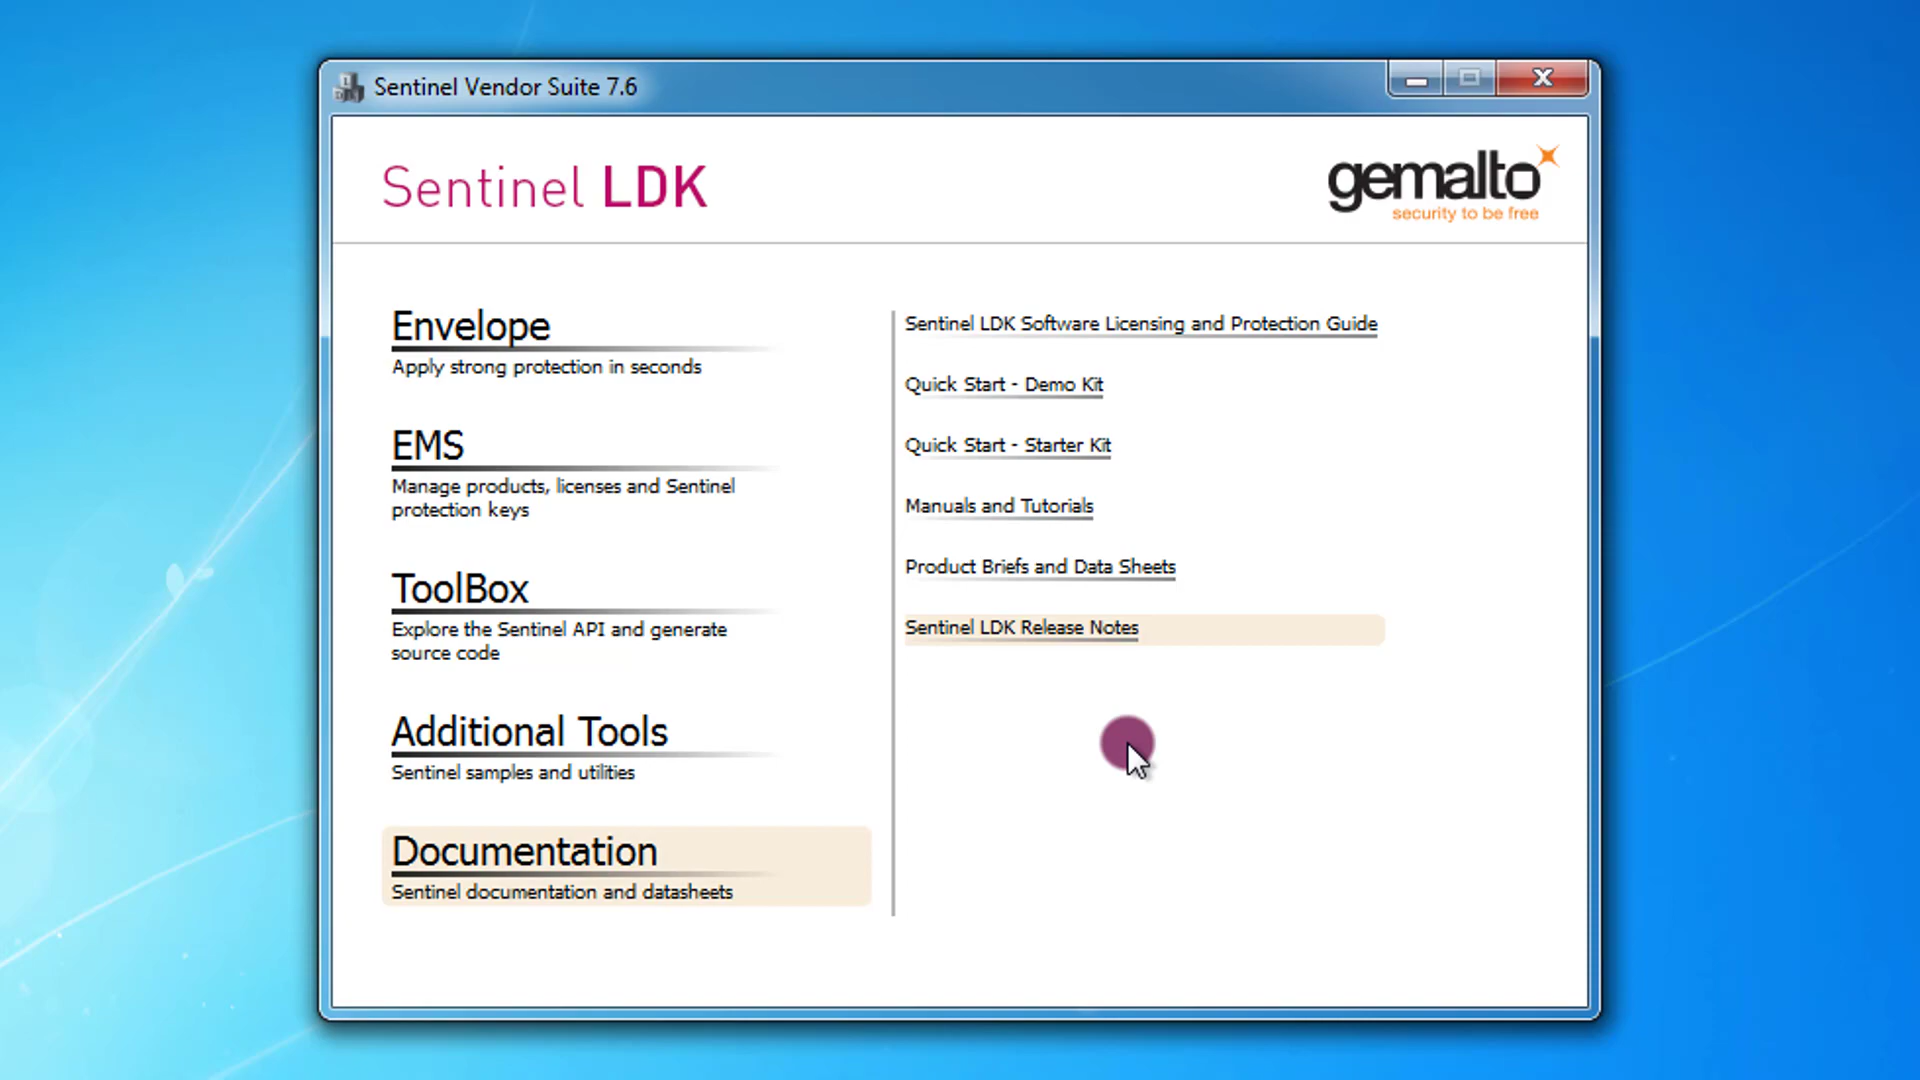 Sentinel Vendor Suite 7.6
Sentinel LDK
gemalto
security to be free
Envelope
Apply strong protection in seconds
EMS
Manage products, licenses and Sentinel
protection keys
ToolBox
Explore the Sentinel API and generate
source code
Additional Tools
Sentinel samples and utilities
Documentation
Sentinel documentation and datasheets
Sentinel LDK Software Licensing and Protection Guide
Quick Start - Demo Kit
Quick Start - Starter Kit
Manuals and Tutorials
Product Briefs and Data Sheets
Sentinel LDK Release Notes